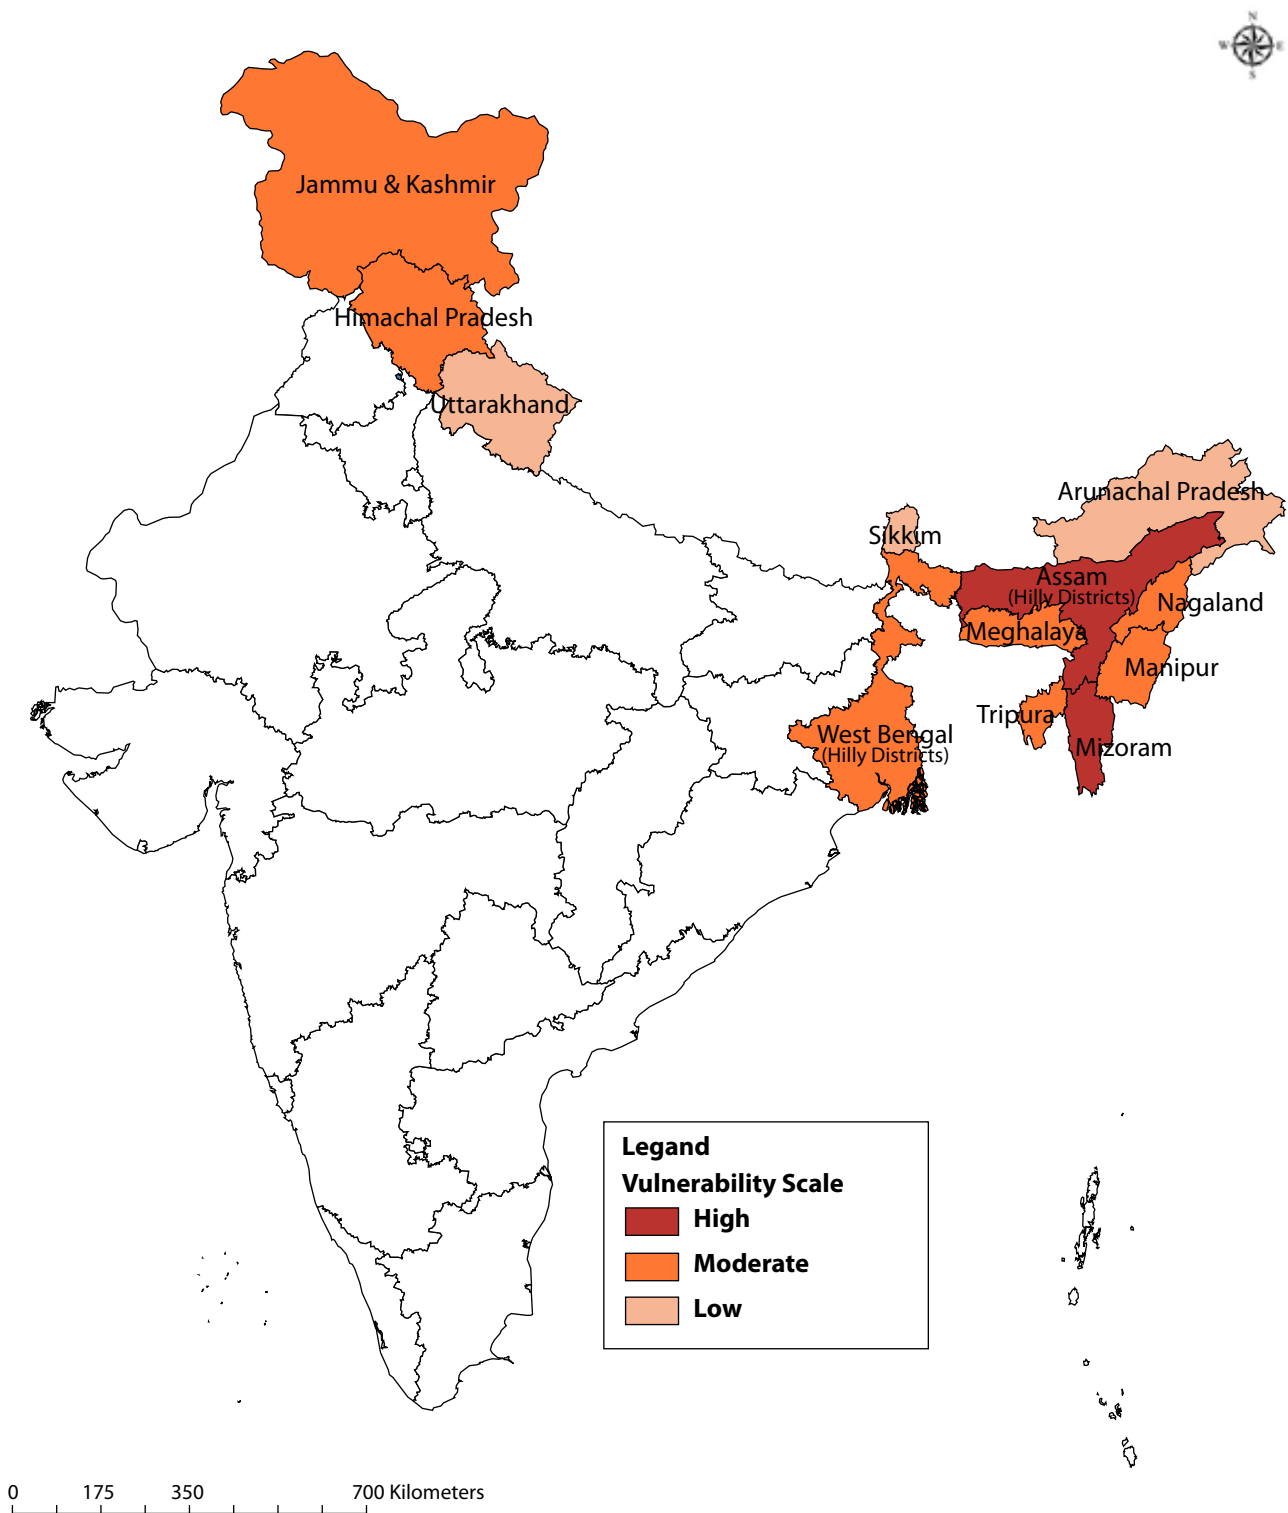 N
W
E
S
Jammu & Kashmir
Himachal Pradesh
Uttarakhand
Arunachal Pradesh
Sikkim
Assam
(Hilly Districts)
Nagaland
Meghalaya
Manipur
Tripura
West Bengal
(Hilly Districts)
Mizoram
Legand
Vulnerability Scale
High
Moderate
Low
0 175 350 700 Kilometers